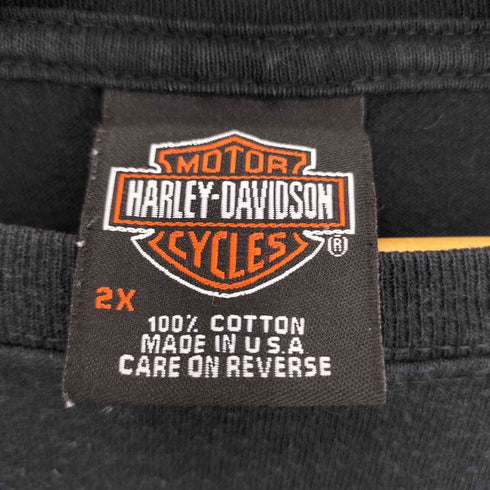 MOTOR
HARLEY-DAVIDSON
CYCLES
®
2X
100% COTTON
MADE IN U.S.A
CARE ON REVERSE